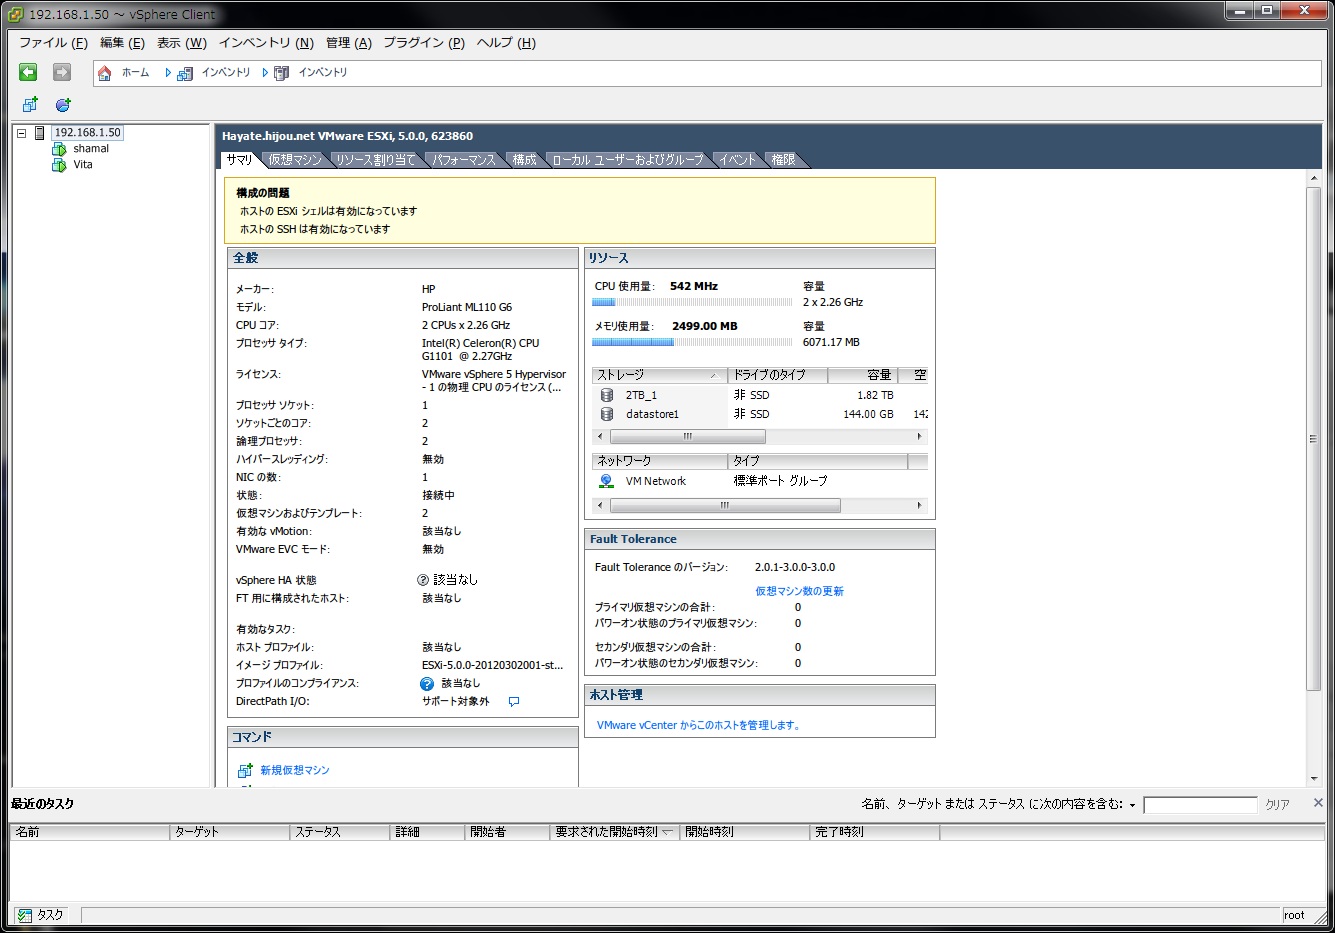 192.168.1.50 ～ vSphere Client
ファイル (F) 編集 (E) 表示 (W) インベントリ (N) 管理 (A) プラグイン (P) ヘルプ (H)
ホーム インベントリ インベントリ
192.168.1.50
shamal
Vita
Hayate.hijou.net VMware ESXi, 5.0.0, 623860
サマリ 仮想マシン リソース割り当て パフォーマンス 構成 ローカル ユーザーおよびグループ イベント 権限
構成の問題
ホストの ESXi シェルは有効になっています
ホストの SSH は有効になっています
全般
メーカー: HP
モデル: ProLiant ML110 G6
CPU コア: 2 CPUs x 2.26 GHz
プロセッサ タイプ: Intel(R) Celeron(R) CPU
G1101 @ 2.27GHz
ライセンス: VMware vSphere 5 Hypervisor
- 1 の物理 CPU のライセンス (...
プロセッサ ソケット: 1
ソケットごとのコア: 2
論理プロセッサ: 2
ハイパースレッディング: 無効
NIC の数: 1
状態: 接続中
仮想マシンおよびテンプレート: 2
有効な vMotion: 該当なし
VMware EVC モード: 無効
vSphere HA 状態 該当なし
FT 用に構成されたホスト: 該当なし
有効なタスク:
ホスト プロファイル: 該当なし
イメージ プロファイル: ESXi-5.0.0-20120302001-st...
プロファイルのコンプライアンス: 該当なし
DirectPath I/O: サポート対象外
コマンド
新規仮想マシン
リソース
CPU 使用量: 542 MHz 容量
2 x 2.26 GHz
メモリ使用量: 2499.00 MB 容量
6071.17 MB
ストレージ ドライブのタイプ 容量 空
2TB_1 非 SSD 1.82 TB
datastore1 非 SSD 144.00 GB 142
ネットワーク タイプ
VM Network 標準ポート グループ
Fault Tolerance
Fault Tolerance のバージョン: 2.0.1-3.0.0-3.0.0
仮想マシン数の更新
プライマリ仮想マシンの合計: 0
パワーオン状態のプライマリ仮想マシン: 0
セカンダリ仮想マシンの合計: 0
パワーオン状態のセカンダリ仮想マシン: 0
ホスト管理
VMware vCenter からこのホストを管理します。
最近のタスク 名前、ターゲット または ステータス に次の内容を含む: クリア
名前 ターゲット ステータス 詳細 開始者 要求された開始時刻 開始時刻 完了時刻
タスク root